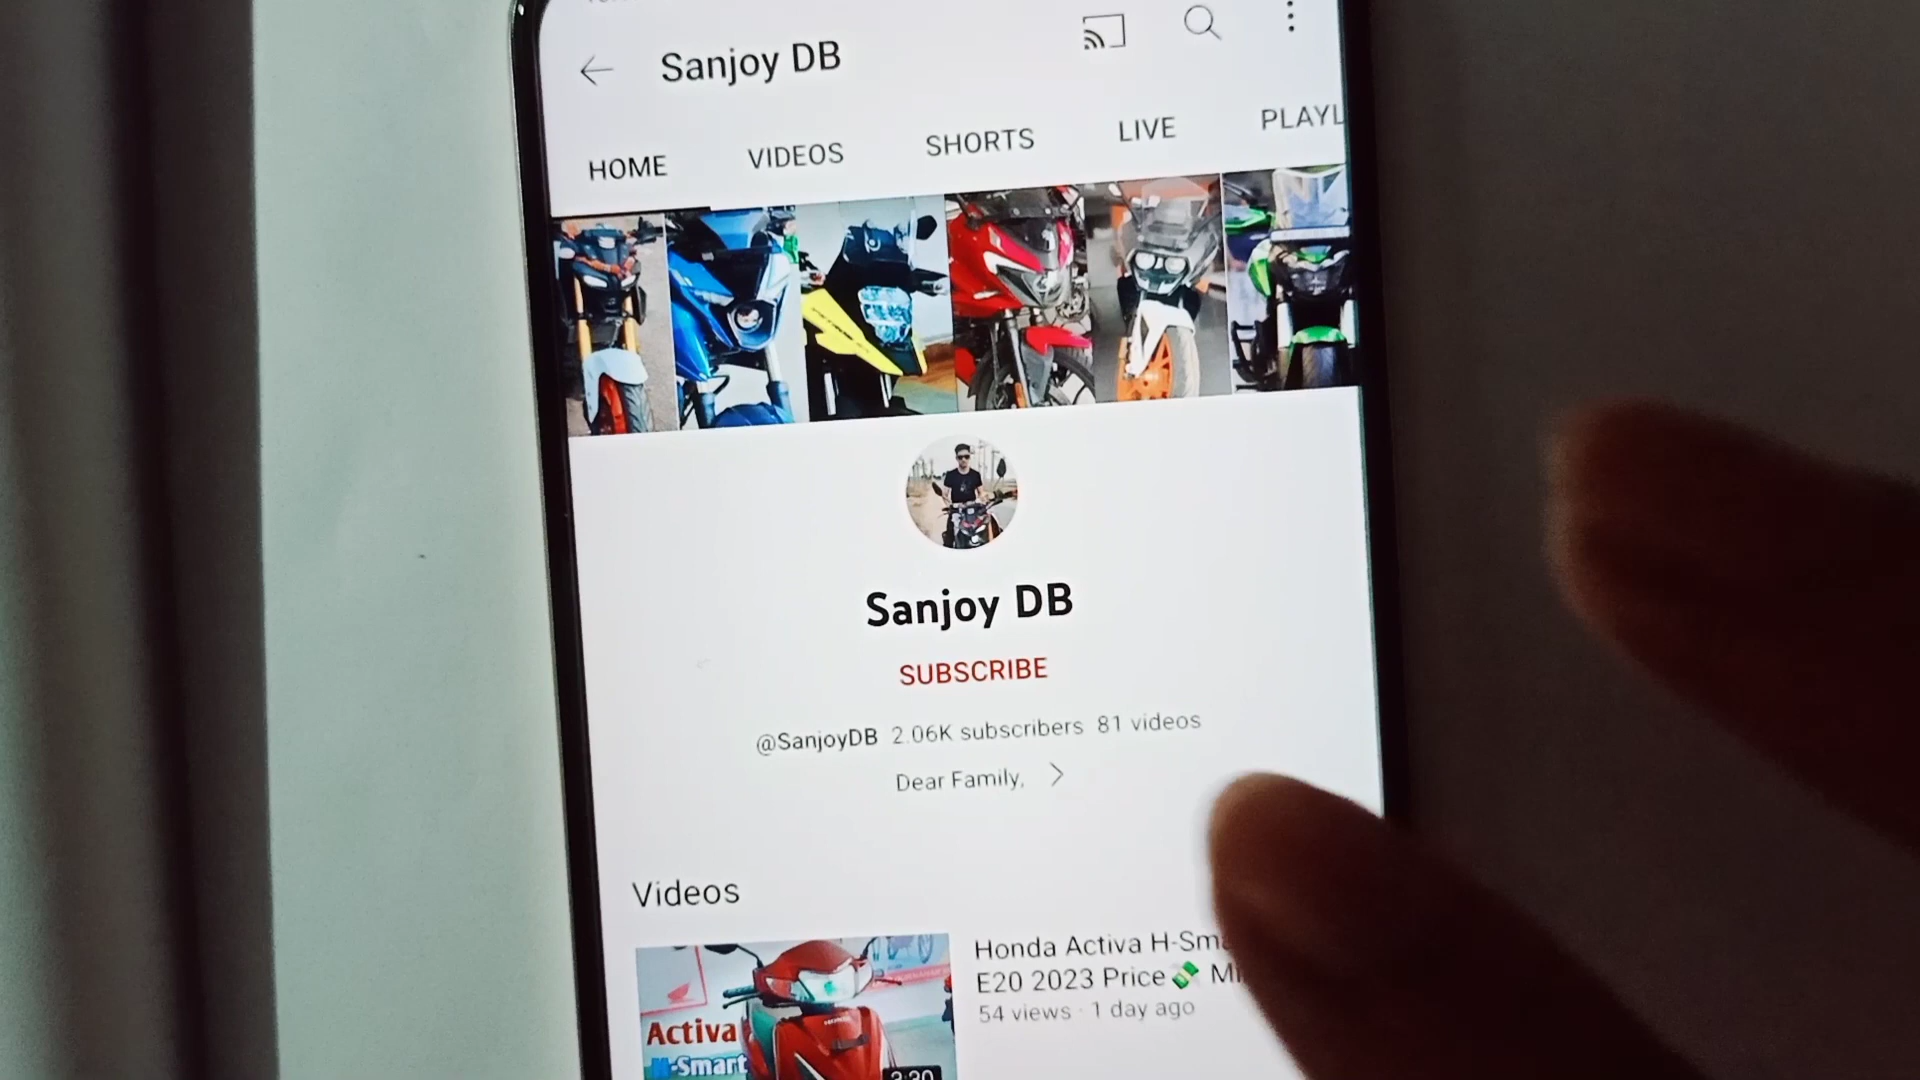 Sanjoy DB
HOME VIDEOS SHORTS LIVE PLAYL
Sanjoy DB
SUBSCRIBE
@SanjoyDB 2.06K subscribers 81 videos
Dear Family,
Videos
Honda Activa H-Sma
E20 2023 Price💸 Mi
54 views · 1 day ago
Activa
H-Smart